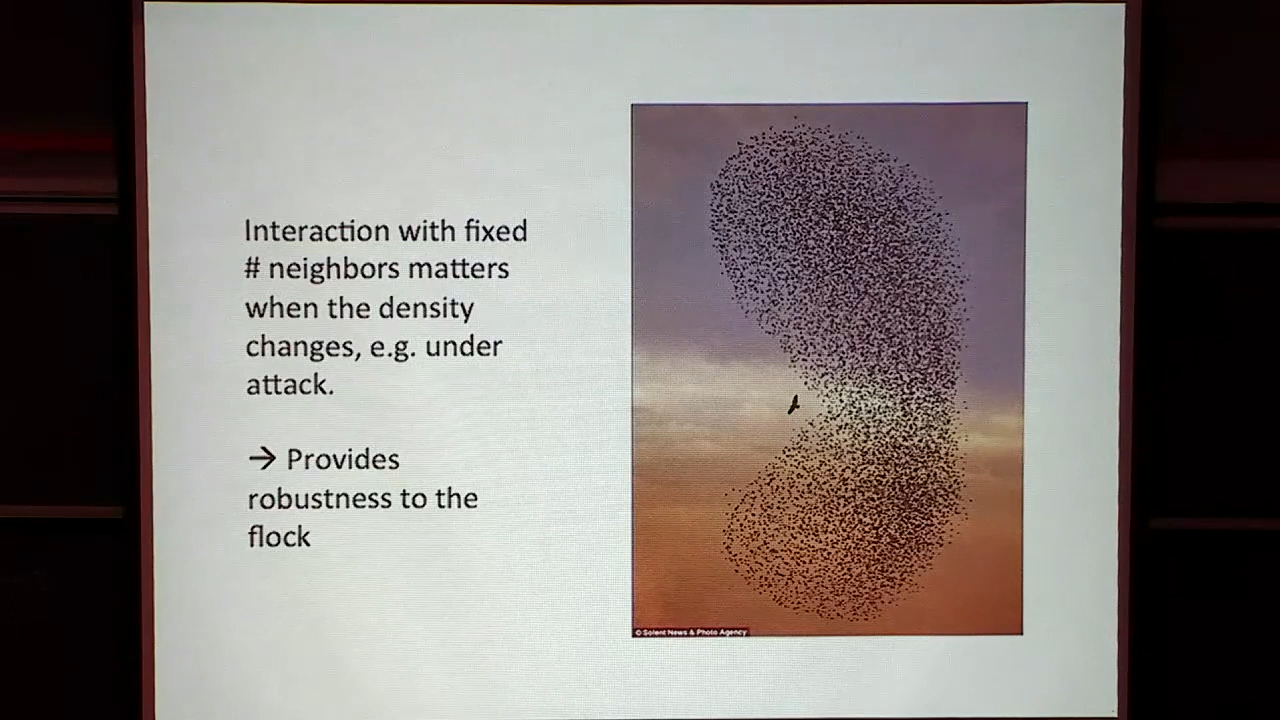 Interaction with fixed
# neighbors matters
when the density
changes, e.g. under
attack.
→ Provides
robustness to the
flock
© Solent News & Photo Agency